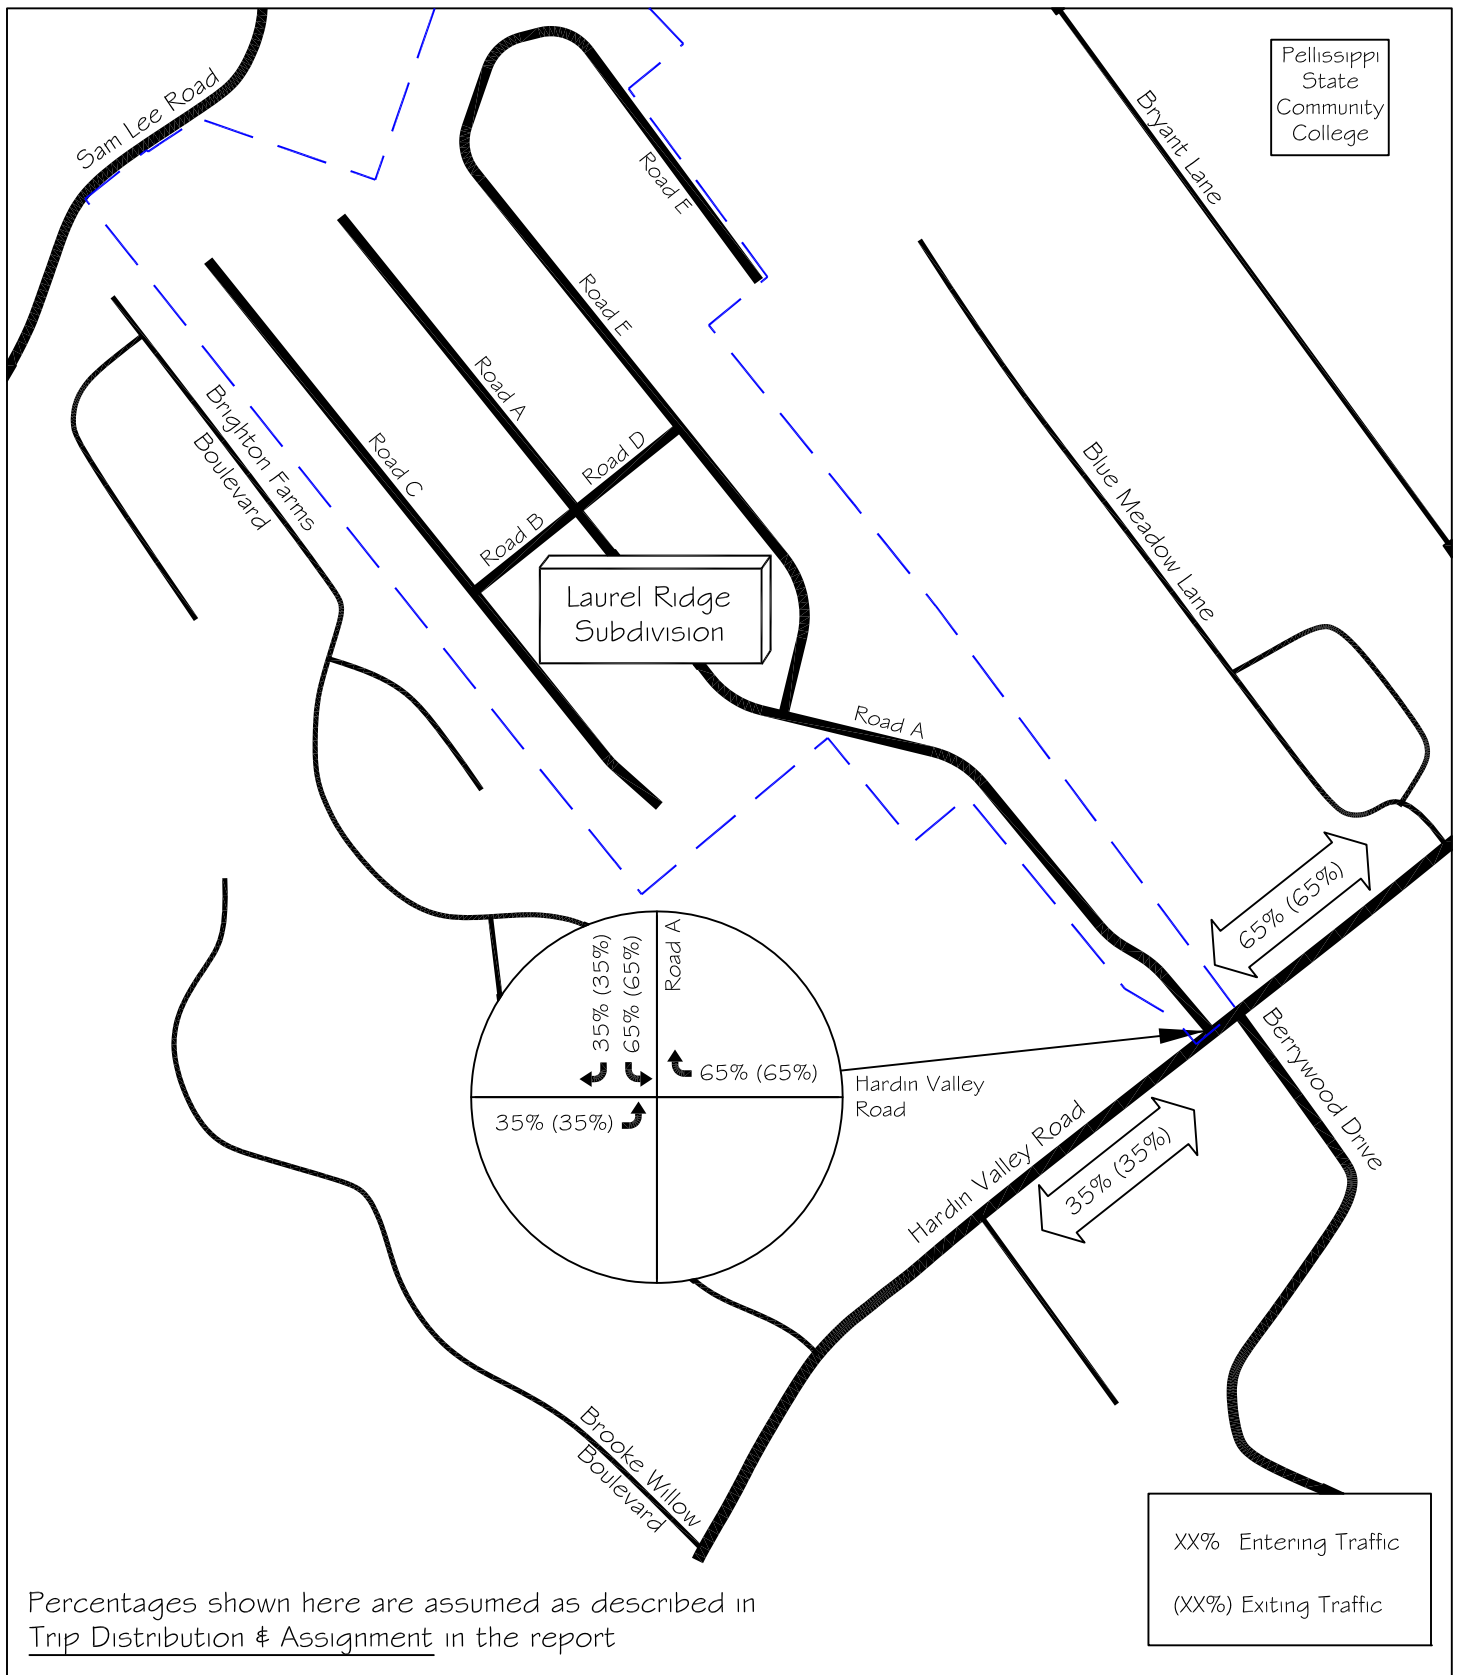 Pellissippi
State
Community
College
Sam Lee Road
Bryant Lane
Road E
Road E
Road A
Road C
Brighton Farms
Boulevard
Road D
Road B
Blue Meadow Lane
Laurel Ridge
Subdivision
Road A
65% (65%)
35% (35%)
65% (65%)
Road A
65% (65%)
35% (35%)
Hardin Valley
Road
Berrywood Drive
Hardin Valley Road
35% (35%)
Brooke Willow
Boulevard
XX% Entering Traffic
(XX%) Exiting Traffic
Percentages shown here are assumed as described in
Trip Distribution & Assignment in the report